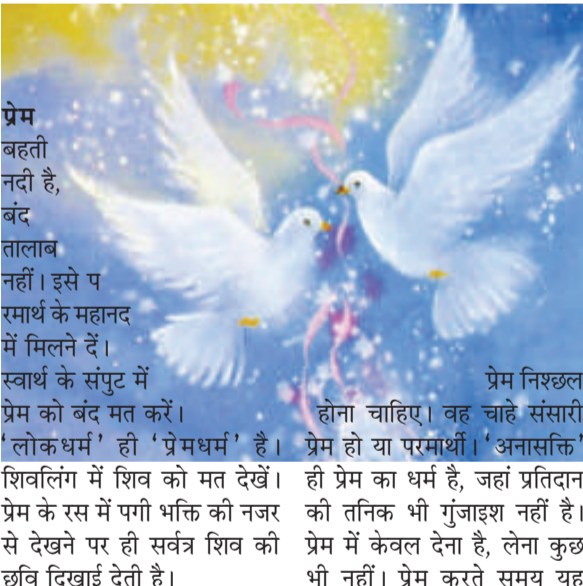 प्रेम
बहती
नदी है,
बंद
तालाब
नहीं। इसे प
रमार्थ के महानद
में मिलने दें।
स्वार्थ के संपुट में
प्रेम को बंद मत करें।
‘लोकधर्म’ ही ‘प्रेमधर्म’ है।
शिवलिंग में शिव को मत देखें।
प्रेम के रस में पगी भक्ति की नजर
से देखने पर ही सर्वत्र शिव की
छवि दिखाई देती है।
प्रेम निश्छल
होना चाहिए। वह चाहे संसारी
प्रेम हो या परमार्थी। ‘अनासक्ति’
ही प्रेम का धर्म है, जहां प्रतिदान
की तनिक भी गुंजाइश नहीं है।
प्रेम में केवल देना है, लेना कुछ
भी नहीं। प्रेम करते समय यह